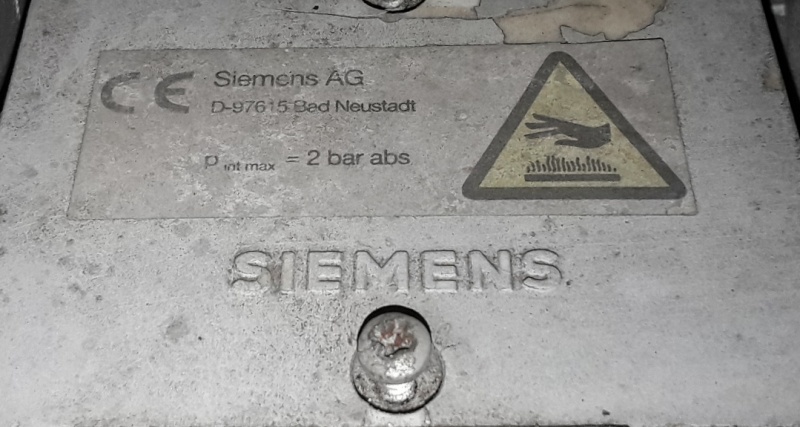 CE Siemens AG
D-97615 Bad Neustadt
p int max = 2 bar abs
SIEMENS